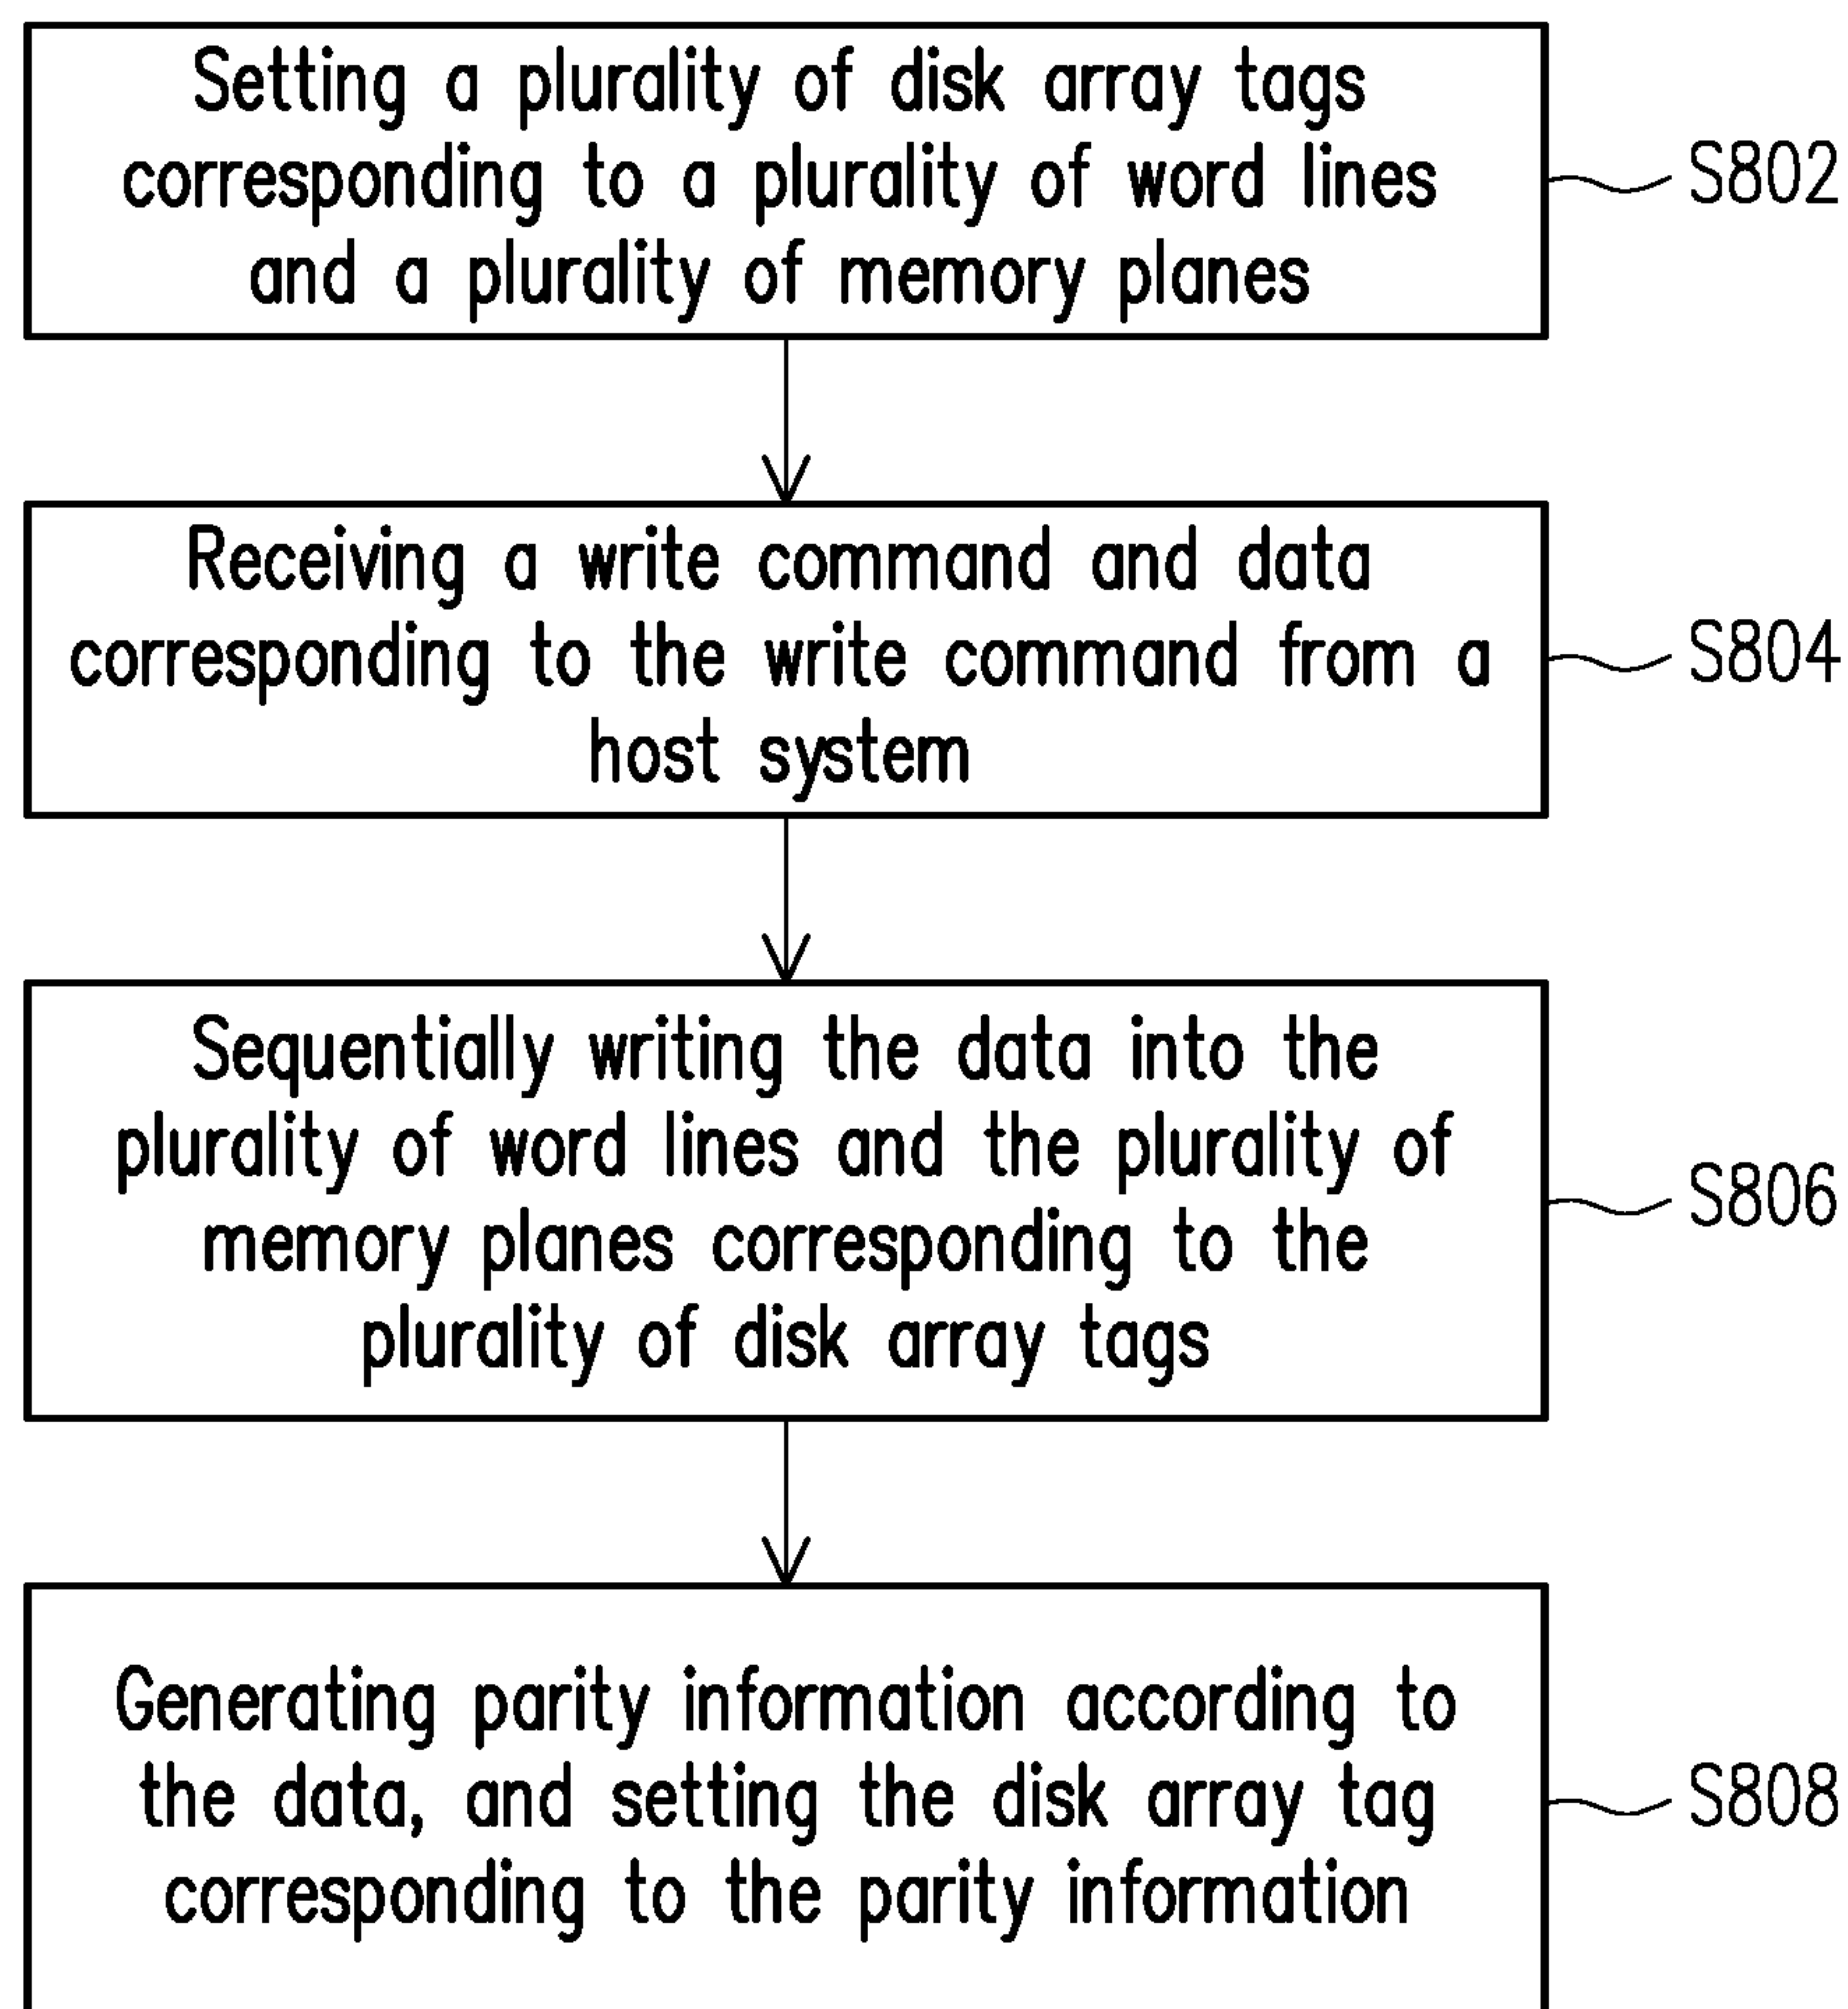 Setting a plurality of disk array tags
corresponding to a plurality of word lines
and a plurality of memory planes
S802
Receiving a write command and data
corresponding to the write command from a
host system
S804
Sequentially writing the data into the
plurality of word lines and the plurality of
memory planes corresponding to the
plurality of disk array tags
S806
Generating parity information according to
the data, and setting the disk array tag
corresponding to the parity information
S808